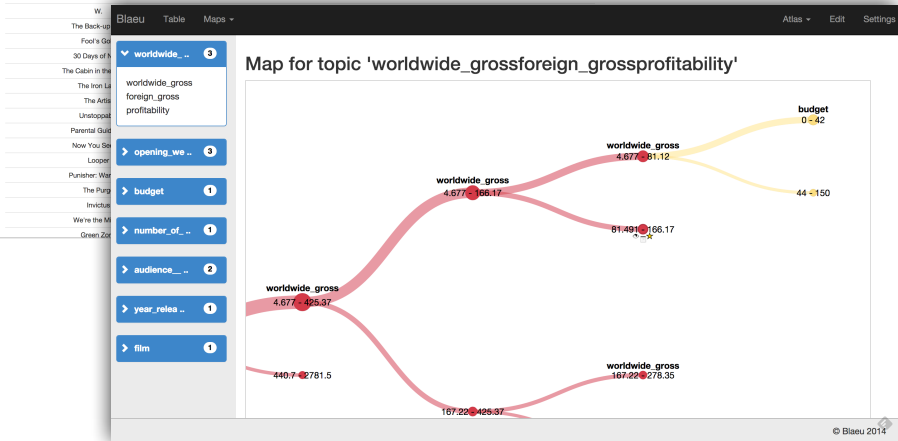 W.
The Back-up
Fool's Go
30 Days of N
The Cabin in the
The Iron La
The Artis
Unstoppab
Parental Guid
Now You See
Looper
Punisher: War
The Purg
Invictus
We're the Mi
Green Zon
Blaeu Table Maps Atlas Edit Settings
worldwide_ .. 3
worldwide_gross
foreign_gross
profitability
opening_we .. 3
budget 1
number_of_ .. 1
audience__ .. 2
year_relea .. 1
film 1
Map for topic 'worldwide_grossforeign_grossprofitability'
budget
0 - 42
worldwide_gross
4.677 - 81.12
worldwide_gross
4.677 - 166.17
44 - 150
81.491 - 166.17
worldwide_gross
4.677 - 425.37
worldwide_gross
440.7 - 2781.5
167.22 - 278.35
167.22 - 425.37
© Blaeu 2014